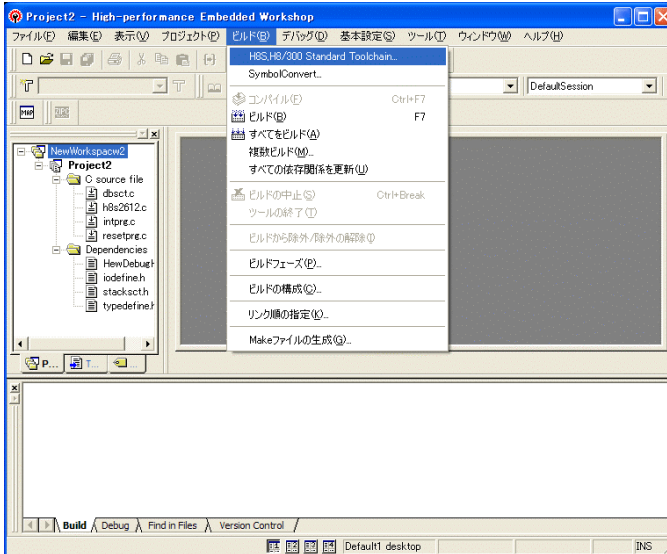 Project2 - High-performance Embedded Workshop
ファイル(F) 編集(E) 表示(V) プロジェクト(P) ビルド(B) デバッグ(D) 基本設定(S) ツール(T) ウィンドウ(W) ヘルプ(H)
H8S,H8/300 Standard Toolchain...
SymbolConvert...
DefaultSession
コンパイル(F) Ctrl+F7
ビルド(B) F7
すべてをビルド(A)
複数ビルド(M)...
すべての依存関係を更新(U)
ビルドの中止(S) Ctrl+Break
ツールの終了(T)
ビルドから除外/除外の解除(I)
ビルドフェーズ(P)...
ビルドの構成(C)...
リンク順の指定(K)...
Makeファイルの生成(G)...
MAP
NewWorkspacw2
Project2
C source file
dbsct.c
h8s2612.c
intprg.c
resetprg.c
Dependencies
HewDebugH
iodefine.h
stacksct.h
typedefine.h
P... T...
Build Debug Find in Files Version Control
Default1 desktop INS